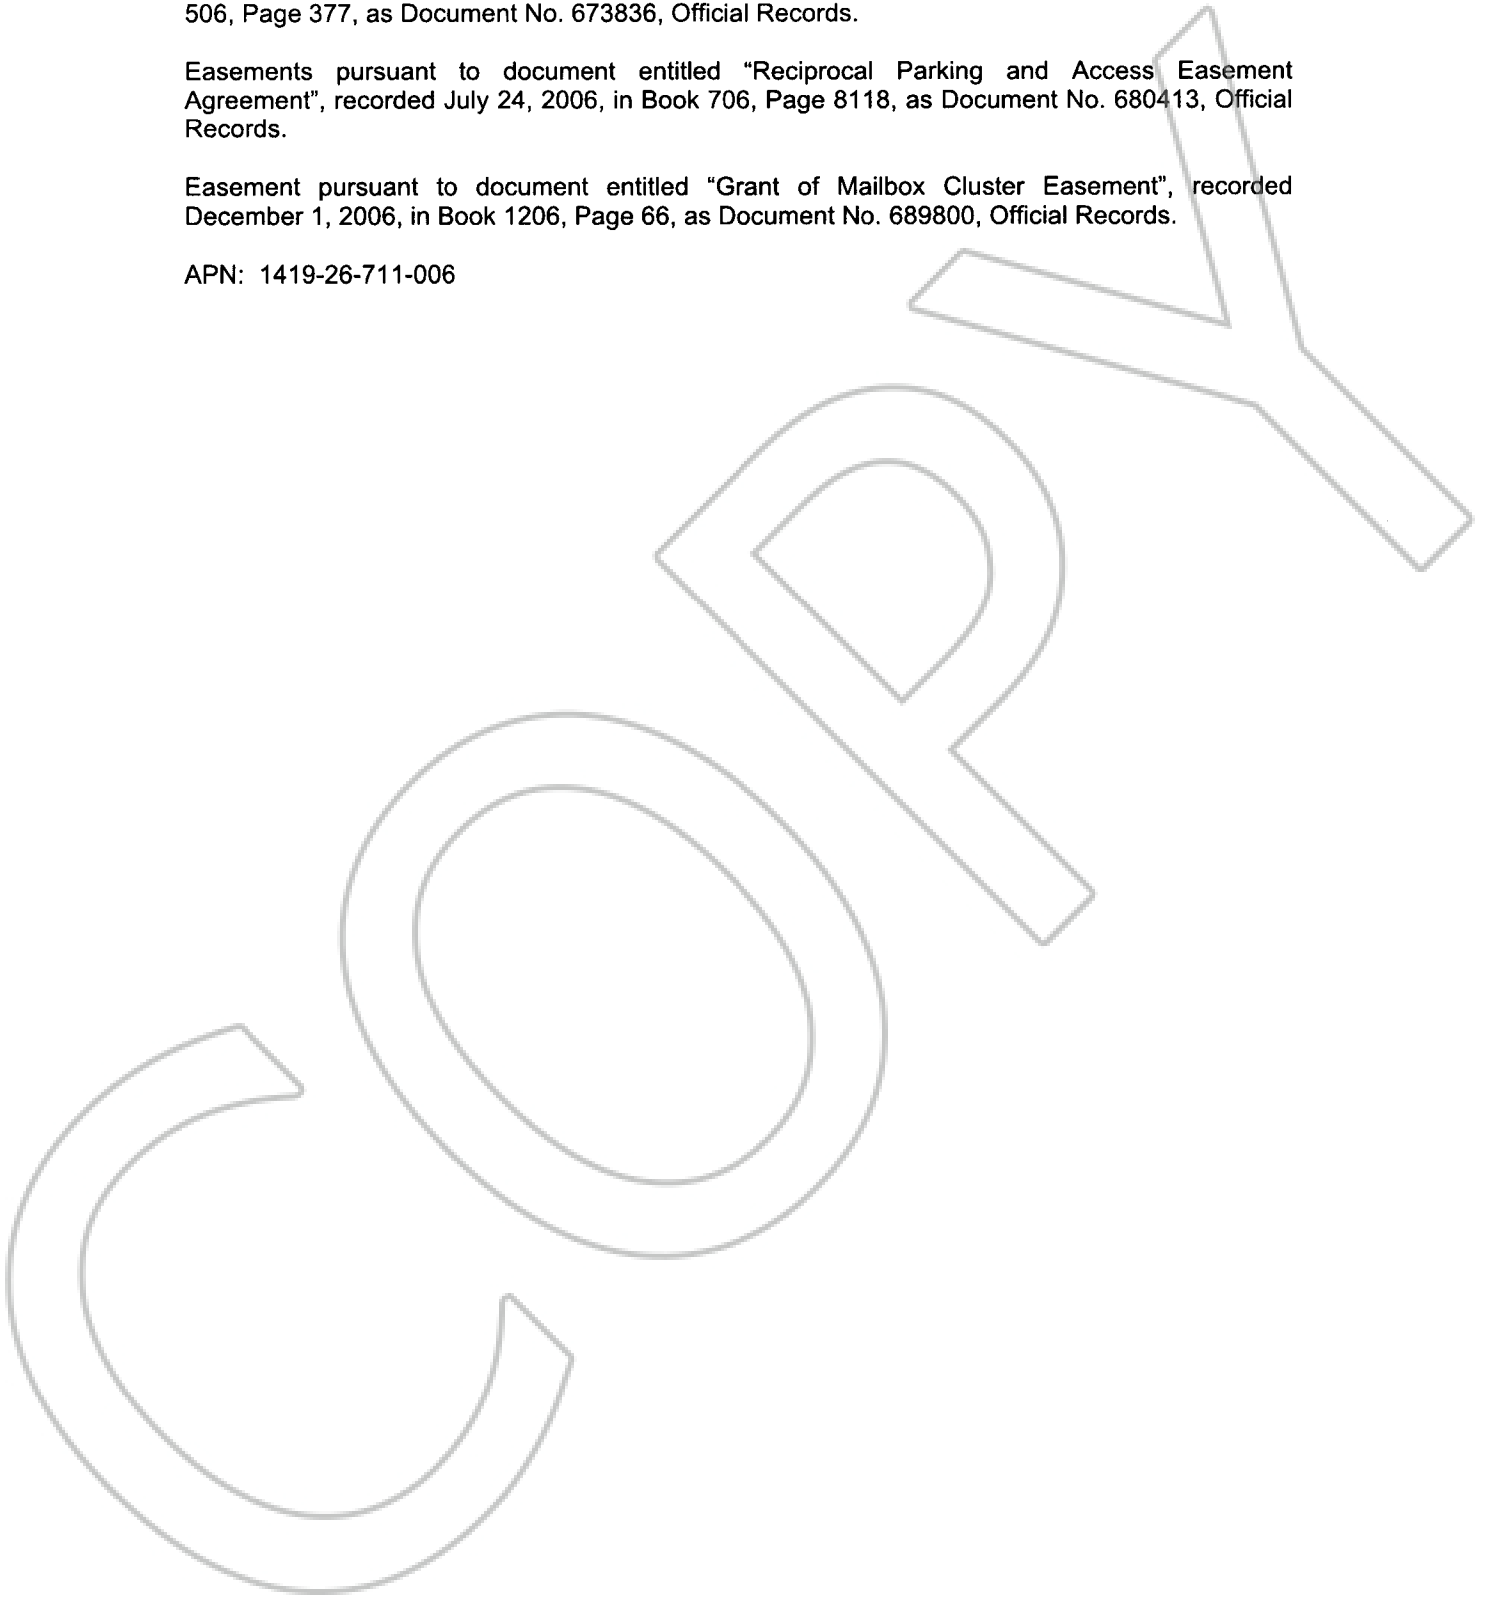 506, Page 377, as Document No. 673836, Official Records.
Easements pursuant to document entitled “Reciprocal Parking and Access Easement
Agreement”, recorded July 24, 2006, in Book 706, Page 8118, as Document No. 680413, Official
Records.
Easement pursuant to document entitled “Grant of Mailbox Cluster Easement”, recorded
December 1, 2006, in Book 1206, Page 66, as Document No. 689800, Official Records.
APN: 1419-26-711-006
COPY